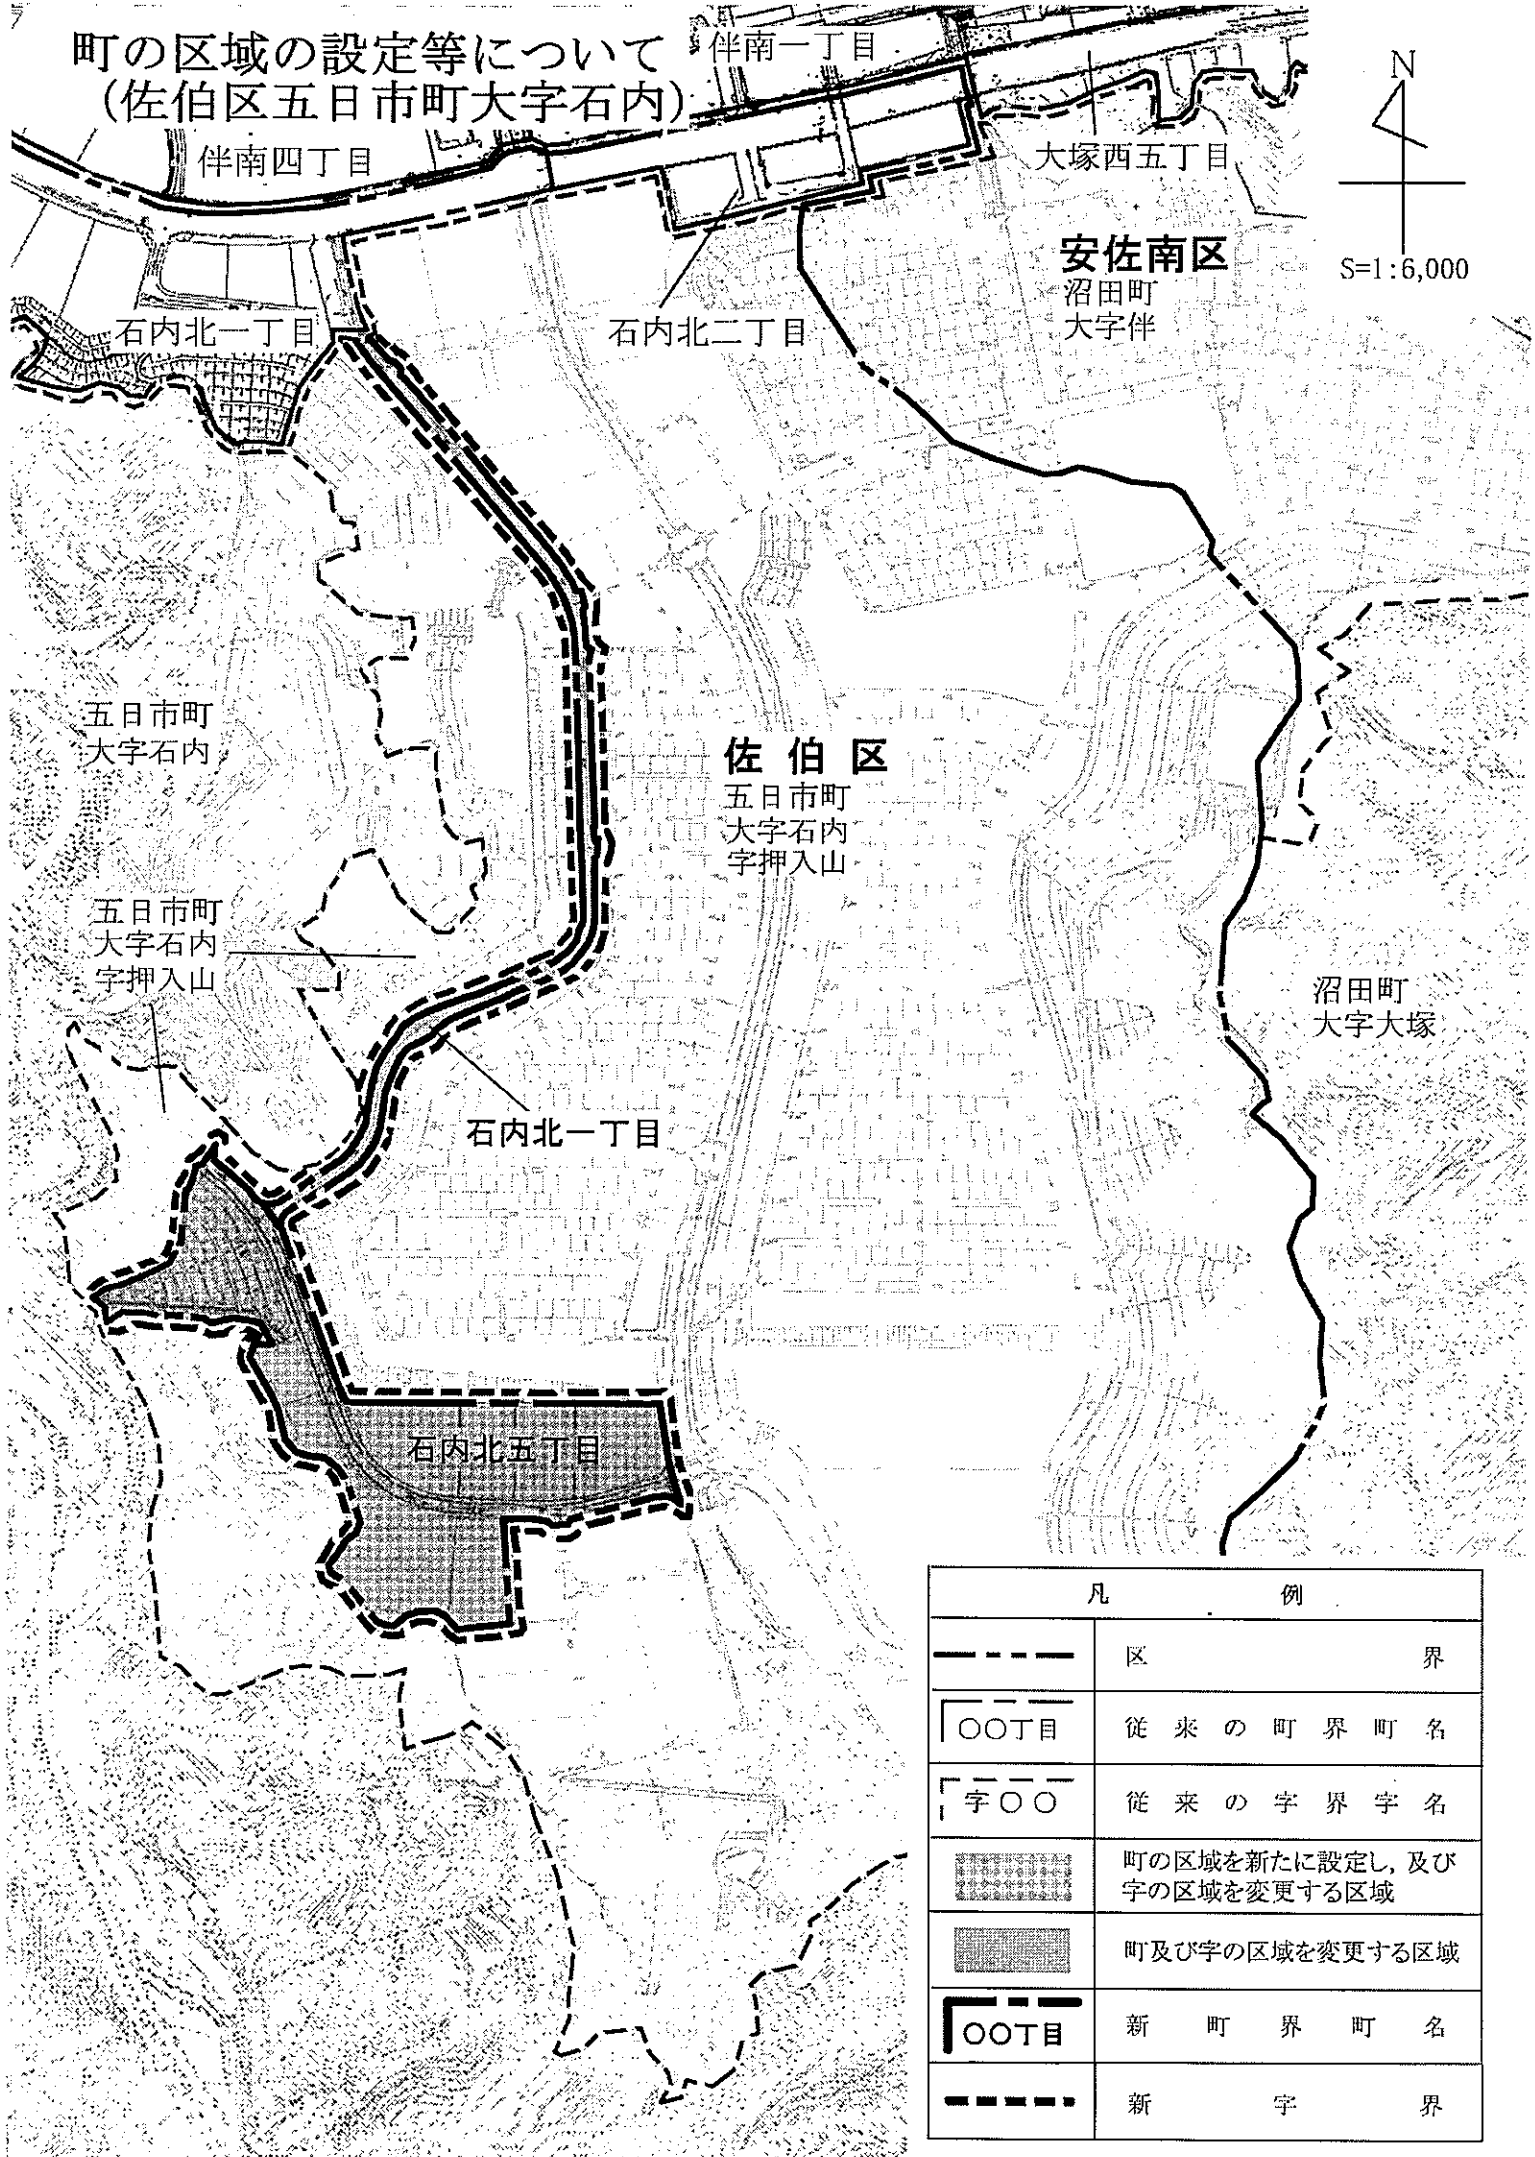 町の区域の設定等について
（佐伯区五日市町大字石内）
伴南一丁目
伴南四丁目
大塚西五丁目
N
S=1:6,000
安佐南区
沼田町
大字伴
石内北一丁目
石内北二丁目
五日市町
大字石内
佐伯区
五日市町
大字石内
字押入山
五日市町
大字石内
字押入山
沼田町
大字大塚
石内北一丁目
石内北五丁目
凡例
区界
〇〇丁目 従来の町界町名
字〇〇 従来の字界字名
町の区域を新たに設定し,及び
字の区域を変更する区域
町及び字の区域を変更する区域
〇〇丁目 新町界町名
新字界